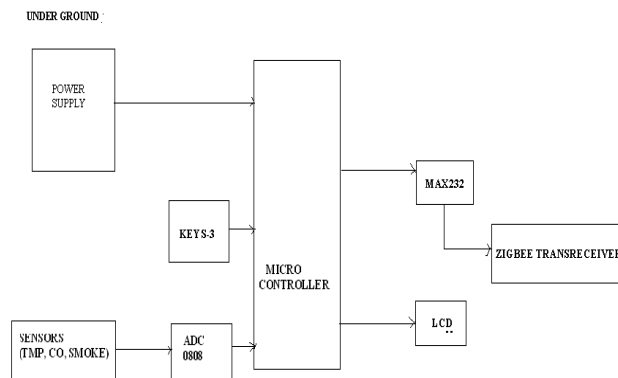 UNDER GROUND :
POWER
SUPPLY
KEYS-3
MICRO
CONTROLLER
MAX232
ZIGBEE TRANSRECEIVER
LCD
SENSORS
(TMP, CO, SMOKE)
ADC
0808